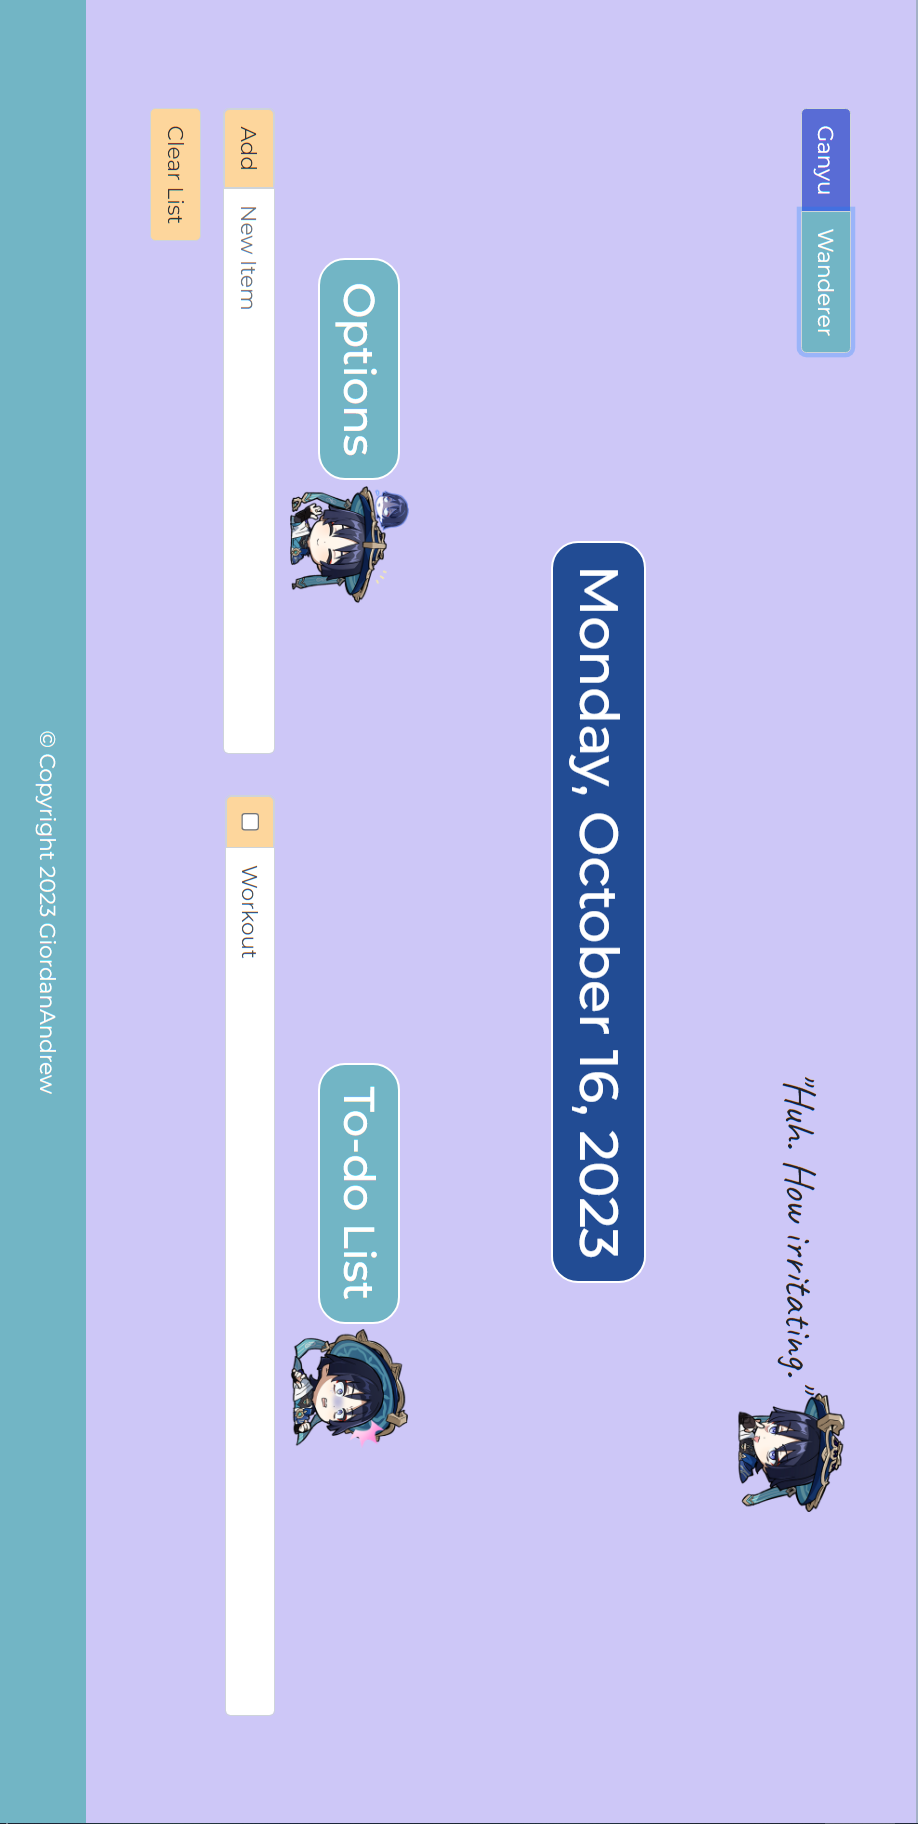 Ganyu
Wanderer
"Huh. How irritating. "
Monday, October 16, 2023
Options
To-do List
Add
New Item
Workout
Clear List
© Copyright 2023 GiordanAndrew